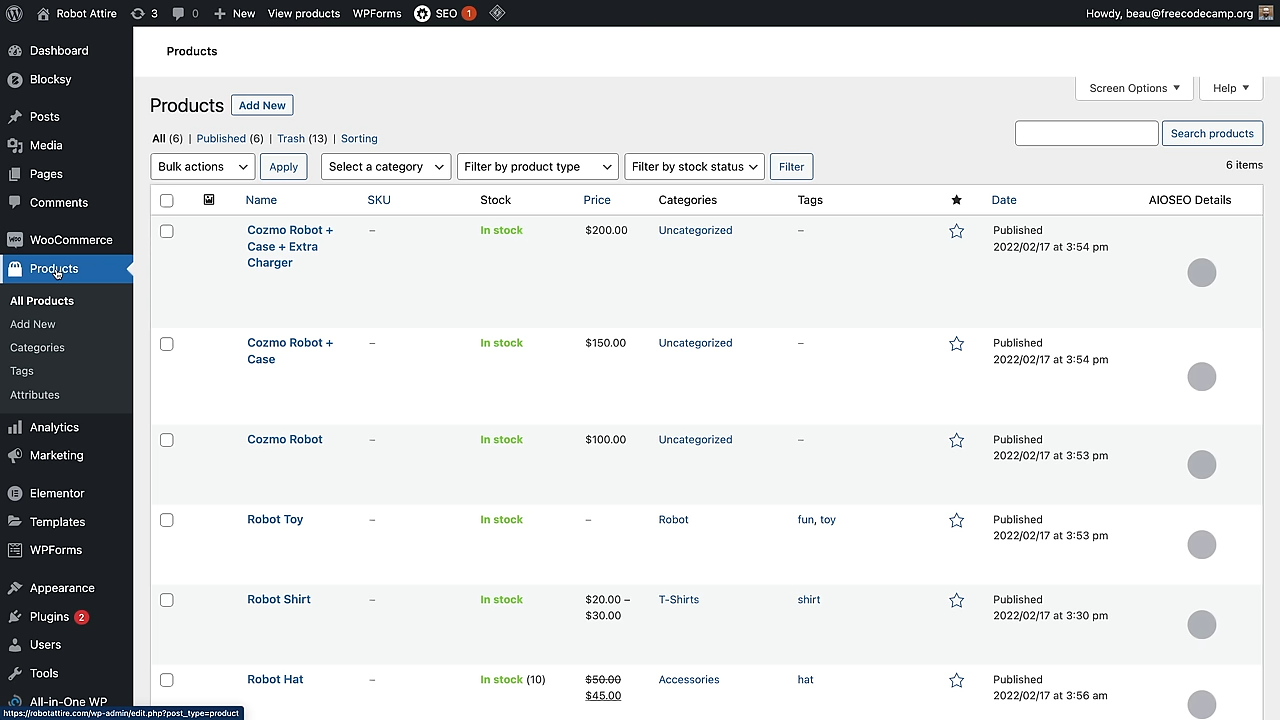 Robot Attire
3
0
New
View products
WPForms
SEO
1
Howdy, beau@freecodecamp.org
Dashboard
Blocksy
Posts
Media
Pages
Comments
WooCommerce
Products
All Products
Add New
Categories
Tags
Attributes
Analytics
Marketing
Elementor
Templates
WPForms
Appearance
Plugins 2
Users
Tools
All-in-One WP
https://robotattire.com/wp-admin/edit.php?post_type=product
Products
Screen Options ▼
Help ▼
Products
Add New
All (6) | Published (6) | Trash (13) | Sorting
Search products
Bulk actions
Apply
Select a category
Filter by product type
Filter by stock status
Filter
6 items
Name SKU Stock Price Categories Tags ★ Date AIOSEO Details
Cozmo Robot + – In stock $200.00 Uncategorized – Published
Case + Extra 2022/02/17 at 3:54 pm
Charger
Cozmo Robot + – In stock $150.00 Uncategorized – Published
Case 2022/02/17 at 3:54 pm
Cozmo Robot – In stock $100.00 Uncategorized – Published
2022/02/17 at 3:53 pm
Robot Toy – In stock – Robot fun, toy Published
2022/02/17 at 3:53 pm
Robot Shirt – In stock $20.00 – T-Shirts shirt Published
$30.00 2022/02/17 at 3:30 pm
Robot Hat – In stock (10) $50.00 Accessories hat Published
$45.00 2022/02/17 at 3:56 am